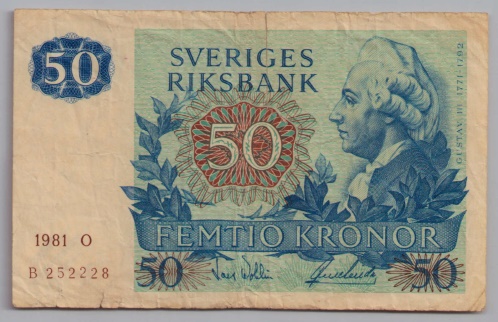 50
SVERIGES
RIKSBANK
50
GUSTAV III 1771-1792
1981 O
B 252228
FEMTIO KRONOR
50
50